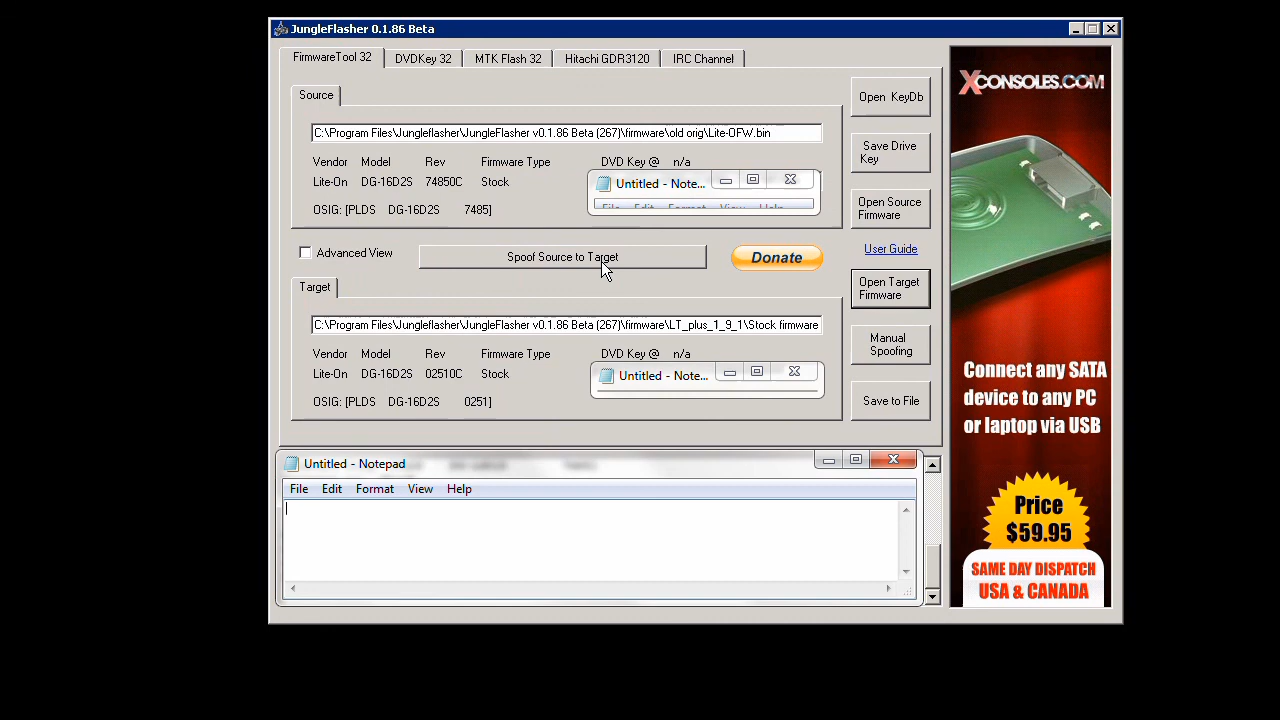 JungleFlasher 0.1.86 Beta
FirmwareTool 32
DVDKey 32
MTK Flash 32
Hitachi GDR3120
IRC Channel
Source
C:\Program Files\Jungleflasher\JungleFlasher v0.1.86 Beta (267)\firmware\old orig\Lite-OFW.bin
Vendor Model Rev Firmware Type DVD Key @ n/a
Lite-On DG-16D2S 74850C Stock
Untitled - Note...
File Edit Format View Help
OSIG: [PLDS DG-16D2S 7485]
Advanced View
Spoof Source to Target
Donate
Target
C:\Program Files\Jungleflasher\JungleFlasher v0.1.86 Beta (267)\firmware\LT_plus_1_9_1\Stock firmware
Vendor Model Rev Firmware Type DVD Key @ n/a
Lite-On DG-16D2S 02510C Stock
Untitled - Note...
OSIG: [PLDS DG-16D2S 0251]
Open KeyDb
Save Drive
Key
Open Source
Firmware
User Guide
Open Target
Firmware
Manual
Spoofing
Save to File
Untitled - Notepad
File Edit Format View Help
XCONSOLES.COM
Connect any SATA
device to any PC
or laptop via USB
Price
$59.95
SAME DAY DISPATCH
USA & CANADA